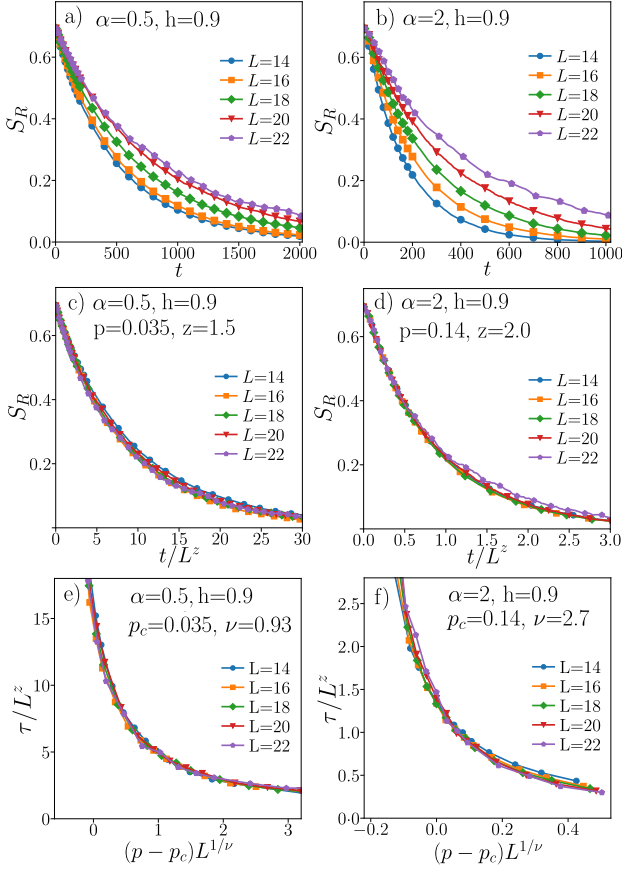 a) α=0.5, h=0.9
0.6
0.4
0.2
0.0
S_R
L=14
L=16
L=18
L=20
L=22
0 500 1000 1500 2000
t
b) α=2, h=0.9
0.6
0.4
0.2
0.0
S_R
L=14
L=16
L=18
L=20
L=22
0 200 400 600 800 1000
t
c) α=0.5, h=0.9
p=0.035, z=1.5
0.6
0.4
0.2
S_R
L=14
L=16
L=18
L=20
L=22
0 5 10 15 20 25 30
t/L^z
d) α=2, h=0.9
p=0.14, z=2.0
0.6
0.4
0.2
S_R
L=14
L=16
L=18
L=20
L=22
0.0 0.5 1.0 1.5 2.0 2.5 3.0
t/L^z
e) α=0.5, h=0.9
p_c=0.035, ν=0.93
15
10
5
0
τ/L^z
L=14
L=16
L=18
L=20
L=22
0 1 2 3
(p − p_c)L^{1/ν}
f) α=2, h=0.9
p_c=0.14, ν=2.7
2.5
2.0
1.5
1.0
0.5
0.0
τ/L^z
L=14
L=16
L=18
L=20
L=22
−0.2 0.0 0.2 0.4
(p − p_c)L^{1/ν}